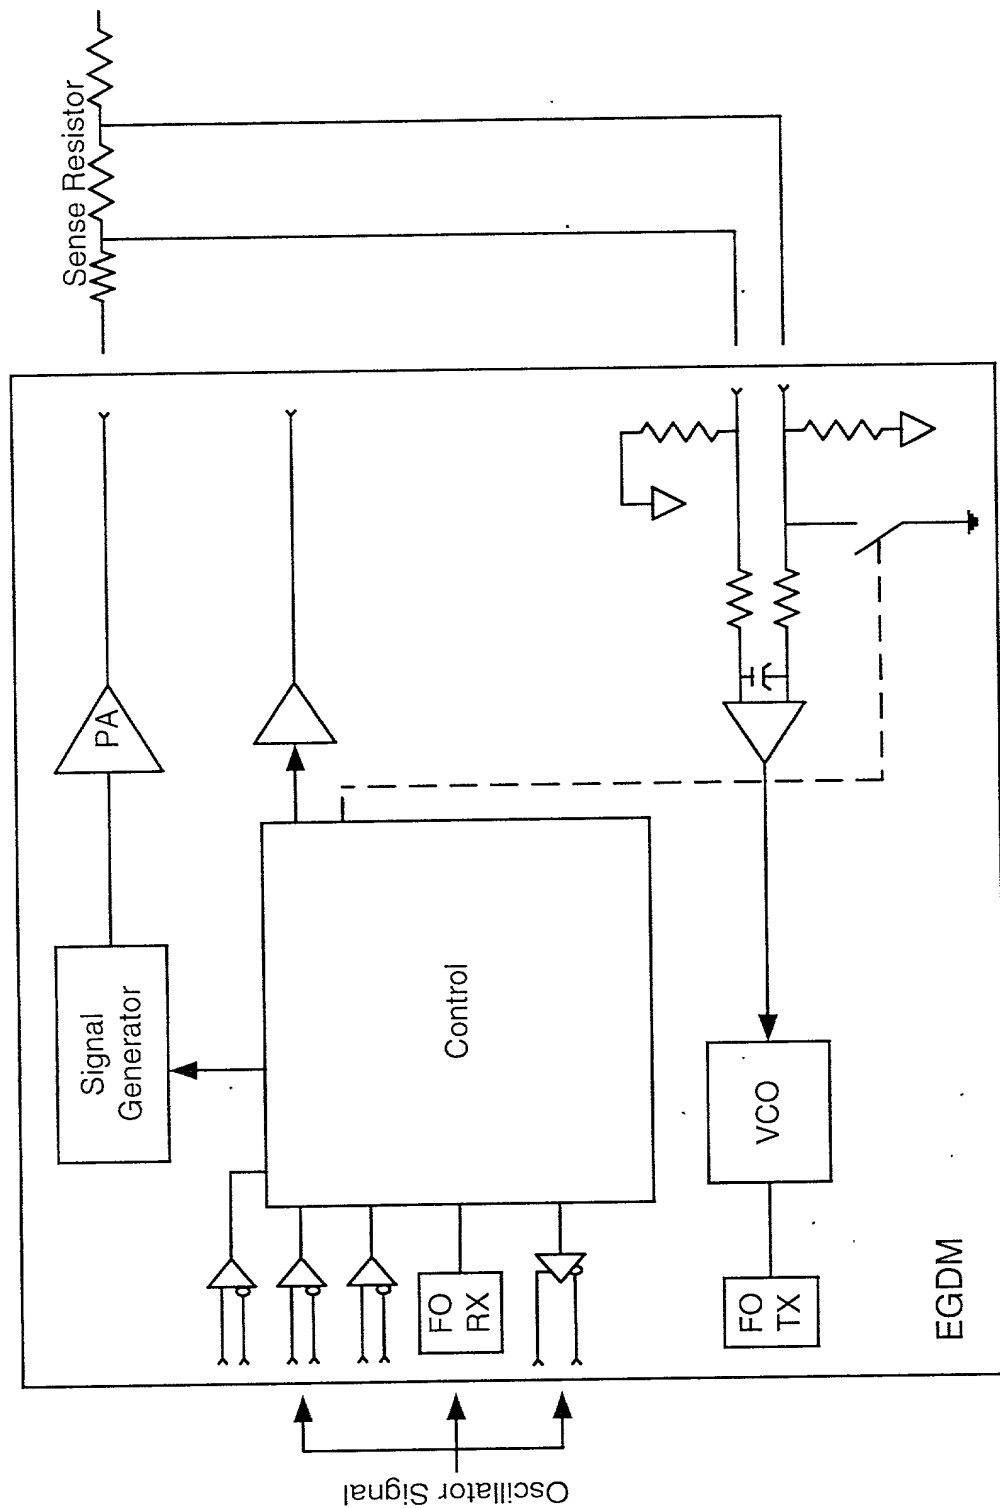 Sense Resistor
PA
Signal
Generator
Control
VCO
FO
RX
FO
TX
EGDM
Oscillator Signal